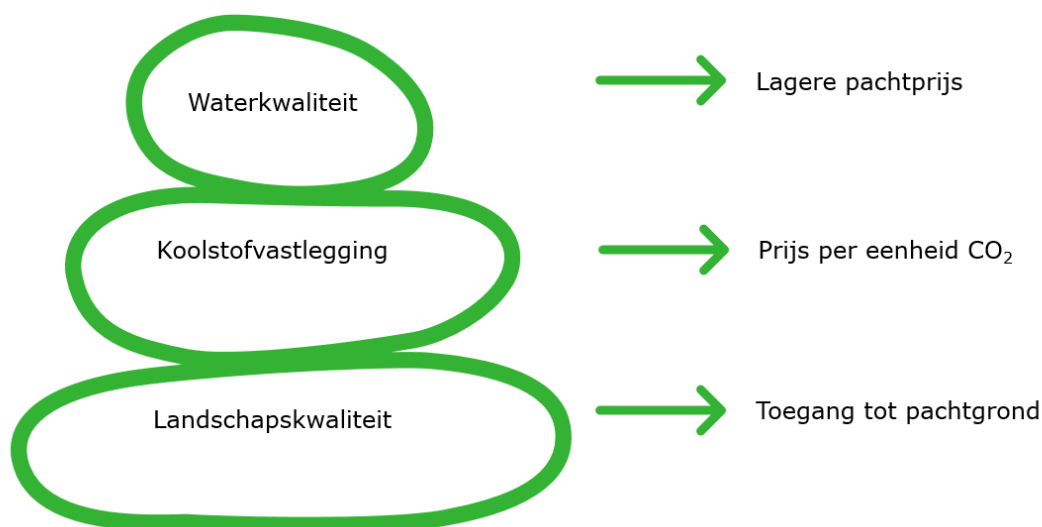 Waterkwaliteit
Lagere pachtprijs
Koolstofvastlegging
Prijs per eenheid CO₂
Landschapskwaliteit
Toegang tot pachtgrond